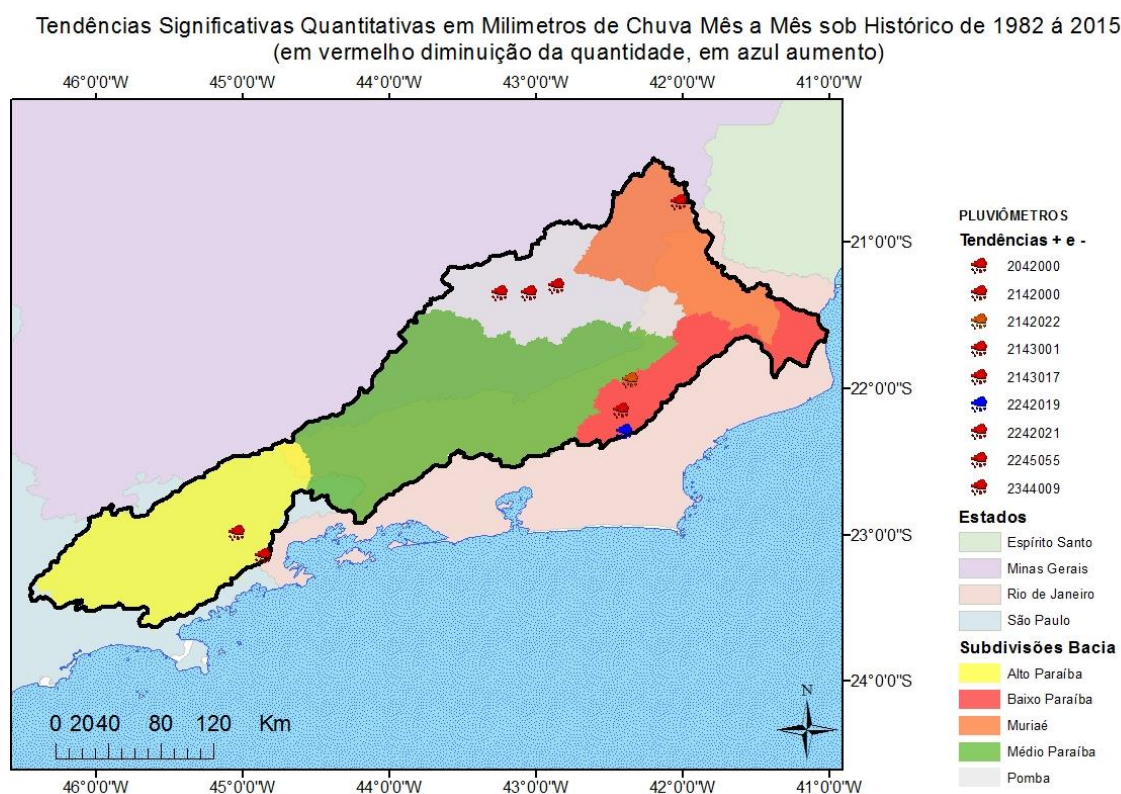 Tendências Significativas Quantitativas em Milimetros de Chuva Mês a Mês sob Histórico de 1982 á 2015
(em vermelho diminuição da quantidade, em azul aumento)
46°0'0"W 45°0'0"W 44°0'0"W 43°0'0"W 42°0'0"W 41°0'0"W
21°0'0"S
22°0'0"S
23°0'0"S
24°0'0"S
0 20 40 80 120 Km
N
46°0'0"W 45°0'0"W 44°0'0"W 43°0'0"W 42°0'0"W 41°0'0"W
PLUVIÔMETROS
Tendências + e -
2042000
2142000
2142022
2143001
2143017
2242019
2242021
2245055
2344009
Estados
Espírito Santo
Minas Gerais
Rio de Janeiro
São Paulo
Subdivisões Bacia
Alto Paraíba
Baixo Paraíba
Muriaé
Médio Paraíba
Pomba